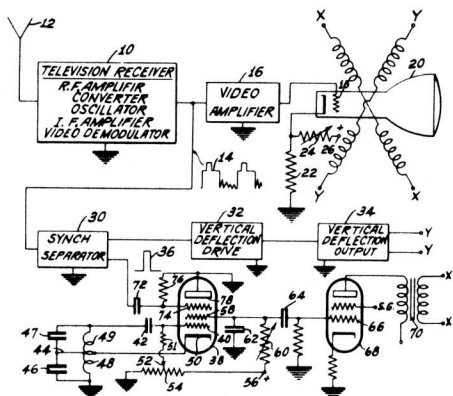 12
10
TELEVISION RECEIVER
R.F. AMPLIFIR
CONVERTER
OSCILLATOR
I.F. AMPLIFIER
VIDEO DEMODULATOR
16
VIDEO
AMPLIFIER
X
Y
20
18
24
26
+
22
14
Y
X
30
SYNCH
SEPARATOR
36
32
VERTICAL
DEFLECTION
DRIVE
34
VERTICAL
DEFLECTION
OUTPUT
Y
Y
72
76
78
74
58
64
S.G.
66
X
X
70
47
44
46
49
48
42
51
52
54
50
40
38
62
60
56
+
68